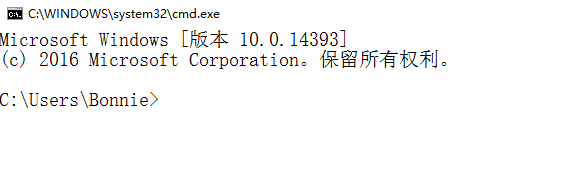 C:\WINDOWS\system32\cmd.exe
Microsoft Windows [版本 10.0.14393]
(c) 2016 Microsoft Corporation。保留所有权利。
C:\Users\Bonnie>